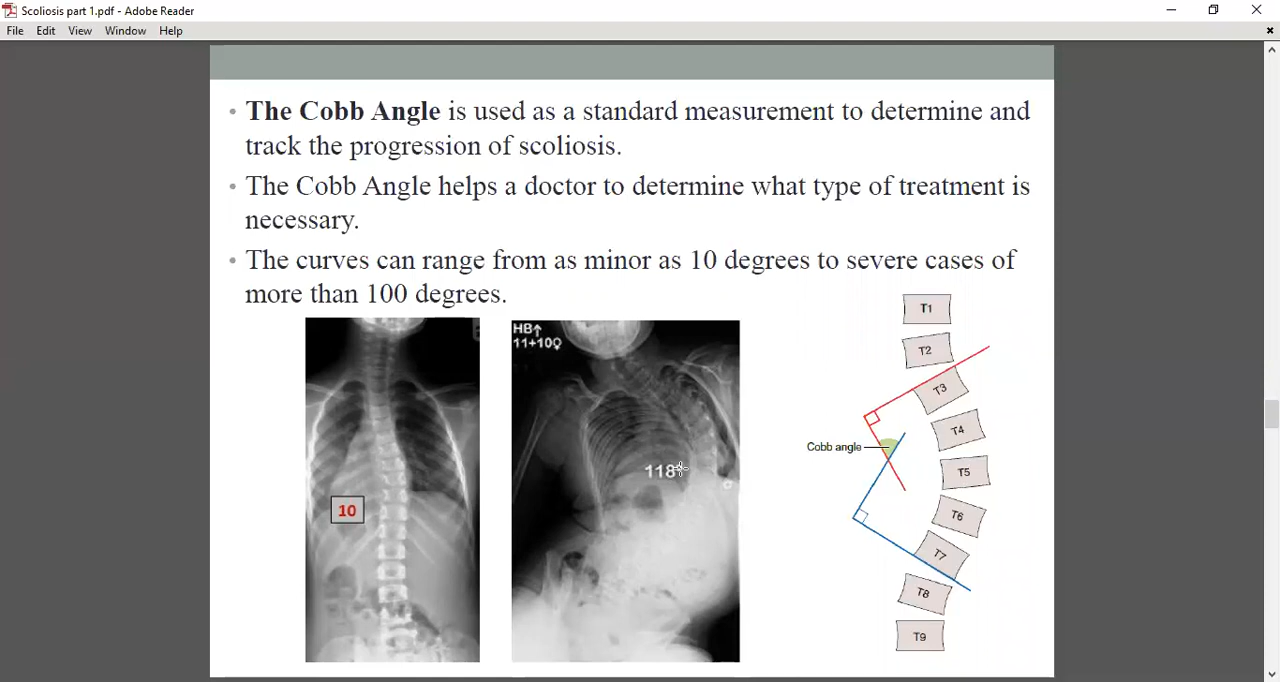 Scoliosis part 1.pdf - Adobe Reader
File Edit View Window Help
• The Cobb Angle is used as a standard measurement to determine and
track the progression of scoliosis.
• The Cobb Angle helps a doctor to determine what type of treatment is
necessary.
• The curves can range from as minor as 10 degrees to severe cases of
more than 100 degrees.
10
HB↑
11+10♀
118°
T1
T2
T3
T4
Cobb angle
T5
T6
T7
T8
T9